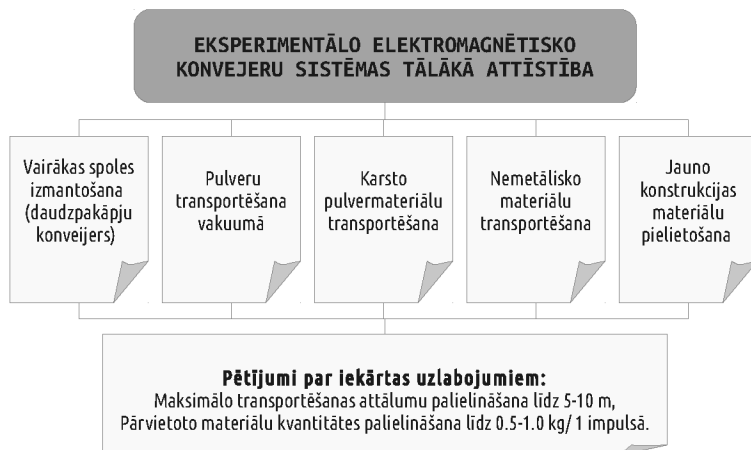 EKSPERIMENTĀLO ELEKTROMAGNĒTISKO
KONVEJERU SISTĒMAS TĀLĀKĀ ATTĪSTĪBA
Vairākas spoles
izmantošana
(daudzpakāpju
konveijers)
Pulveru
transportēšana
vakuumā
Karsto
pulvermateriālu
transportēšana
Nemetālisko
materiālu
transportēšana
Jauno
konstrukcijas
materiālu
pielietošana
Pētījumi par iekārtas uzlabojumiem:
Maksimālo transportēšanas attālumu palielināšana līdz 5-10 m,
Pārvietoto materiālu kvantitātes palielināšana līdz 0.5-1.0 kg/ 1 impulsā.